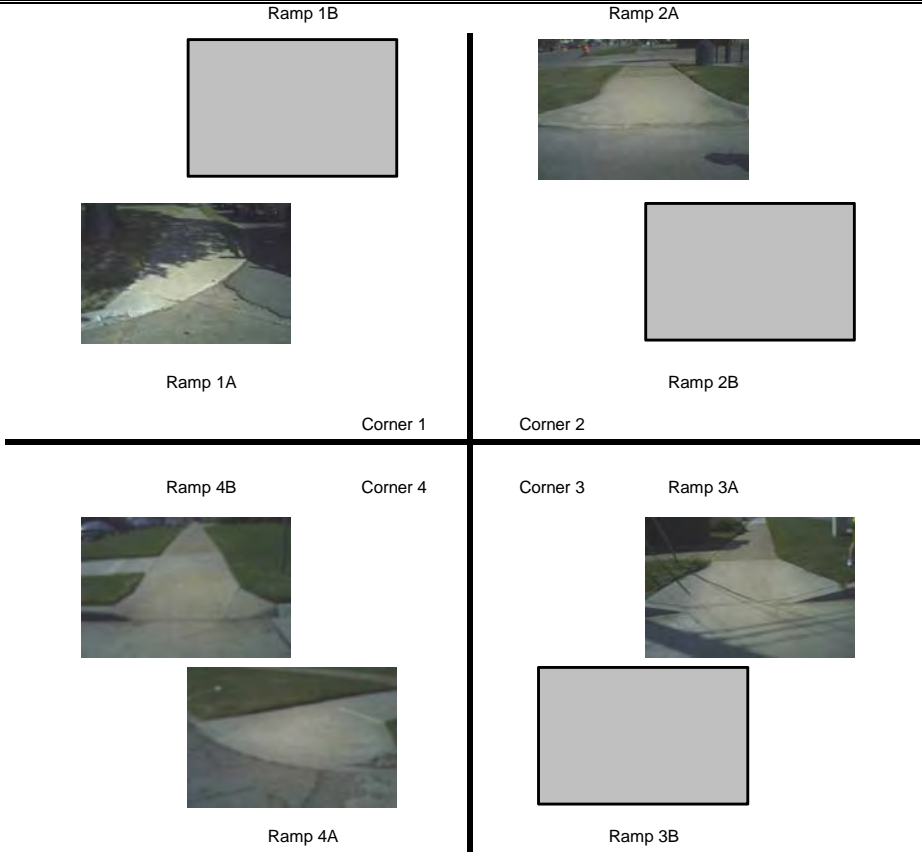 Ramp 1B Ramp 2A
Ramp 1A Ramp 2B
Corner 1 Corner 2
Ramp 4B Corner 4 Corner 3 Ramp 3A
Ramp 4A Ramp 3B